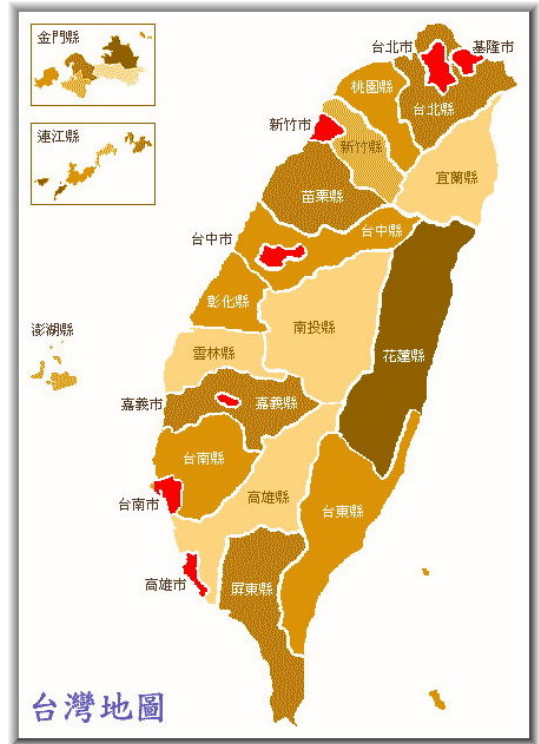 金門縣
台北市
基隆市
桃園縣
台北縣
新竹市
連江縣
新竹縣
宜蘭縣
苗栗縣
台中縣
台中市
彰化縣
南投縣
澎湖縣
雲林縣
花蓮縣
嘉義市
嘉義縣
台南縣
高雄縣
台南市
台東縣
高雄市
屏東縣
台灣地圖